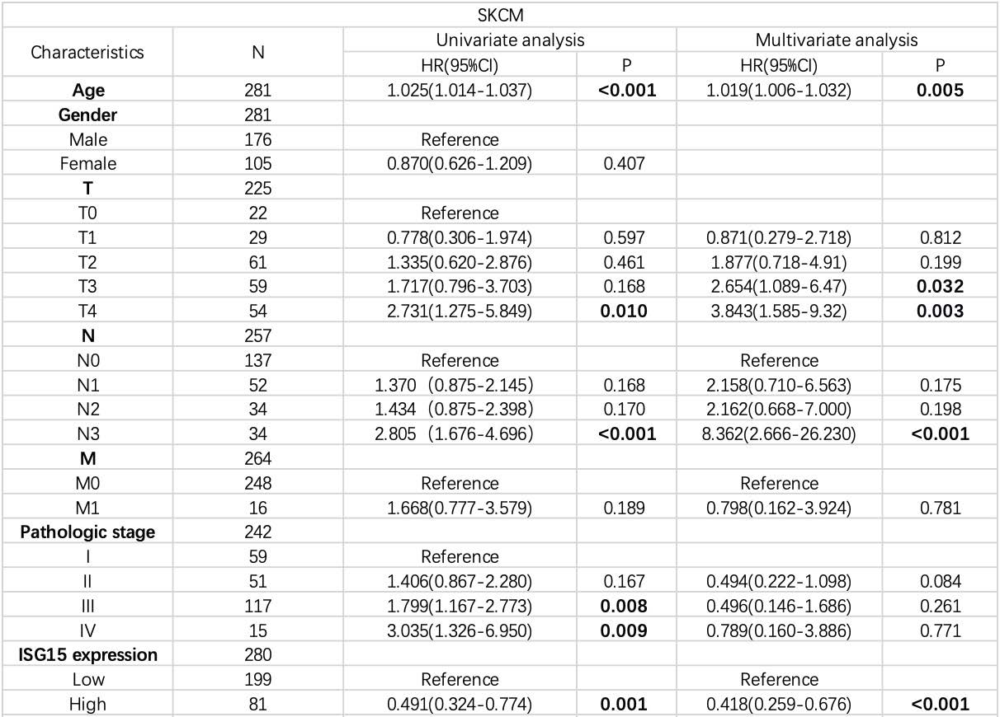 SKCM
Characteristics N Univariate analysis Multivariate analysis
HR(95%CI) P HR(95%CI) P
Age 281 1.025(1.014-1.037) <0.001 1.019(1.006-1.032) 0.005
Gender 281
Male 176 Reference
Female 105 0.870(0.626-1.209) 0.407
T 225
T0 22 Reference
T1 29 0.778(0.306-1.974) 0.597 0.871(0.279-2.718) 0.812
T2 61 1.335(0.620-2.876) 0.461 1.877(0.718-4.91) 0.199
T3 59 1.717(0.796-3.703) 0.168 2.654(1.089-6.47) 0.032
T4 54 2.731(1.275-5.849) 0.010 3.843(1.585-9.32) 0.003
N 257
N0 137 Reference Reference
N1 52 1.370 (0.875-2.145) 0.168 2.158(0.710-6.563) 0.175
N2 34 1.434 (0.875-2.398) 0.170 2.162(0.668-7.000) 0.198
N3 34 2.805 (1.676-4.696) <0.001 8.362(2.666-26.230) <0.001
M 264
M0 248 Reference Reference
M1 16 1.668(0.777-3.579) 0.189 0.798(0.162-3.924) 0.781
Pathologic stage 242
I 59 Reference
II 51 1.406(0.867-2.280) 0.167 0.494(0.222-1.098) 0.084
III 117 1.799(1.167-2.773) 0.008 0.496(0.146-1.686) 0.261
IV 15 3.035(1.326-6.950) 0.009 0.789(0.160-3.886) 0.771
ISG15 expression 280
Low 199 Reference Reference
High 81 0.491(0.324-0.774) 0.001 0.418(0.259-0.676) <0.001